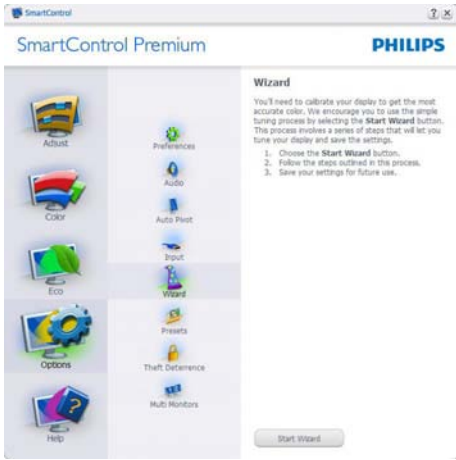 SmartControl
SmartControl Premium
PHILIPS
Adjust
Color
Eco
Options
Help
Preferences
Audio
Auto Pivot
Input
Wizard
Presets
Theft Deterrence
Multi Monitors
Wizard
You'll need to calibrate your display to get the most
accurate color. We encourage you to use the simple
tuning process by selecting the Start Wizard button.
This process involves a series of steps that will let you
tune your display and save the settings.
1. Choose the Start Wizard button.
2. Follow the steps outlined in the process.
3. Save your settings for future use.
Start Wizard